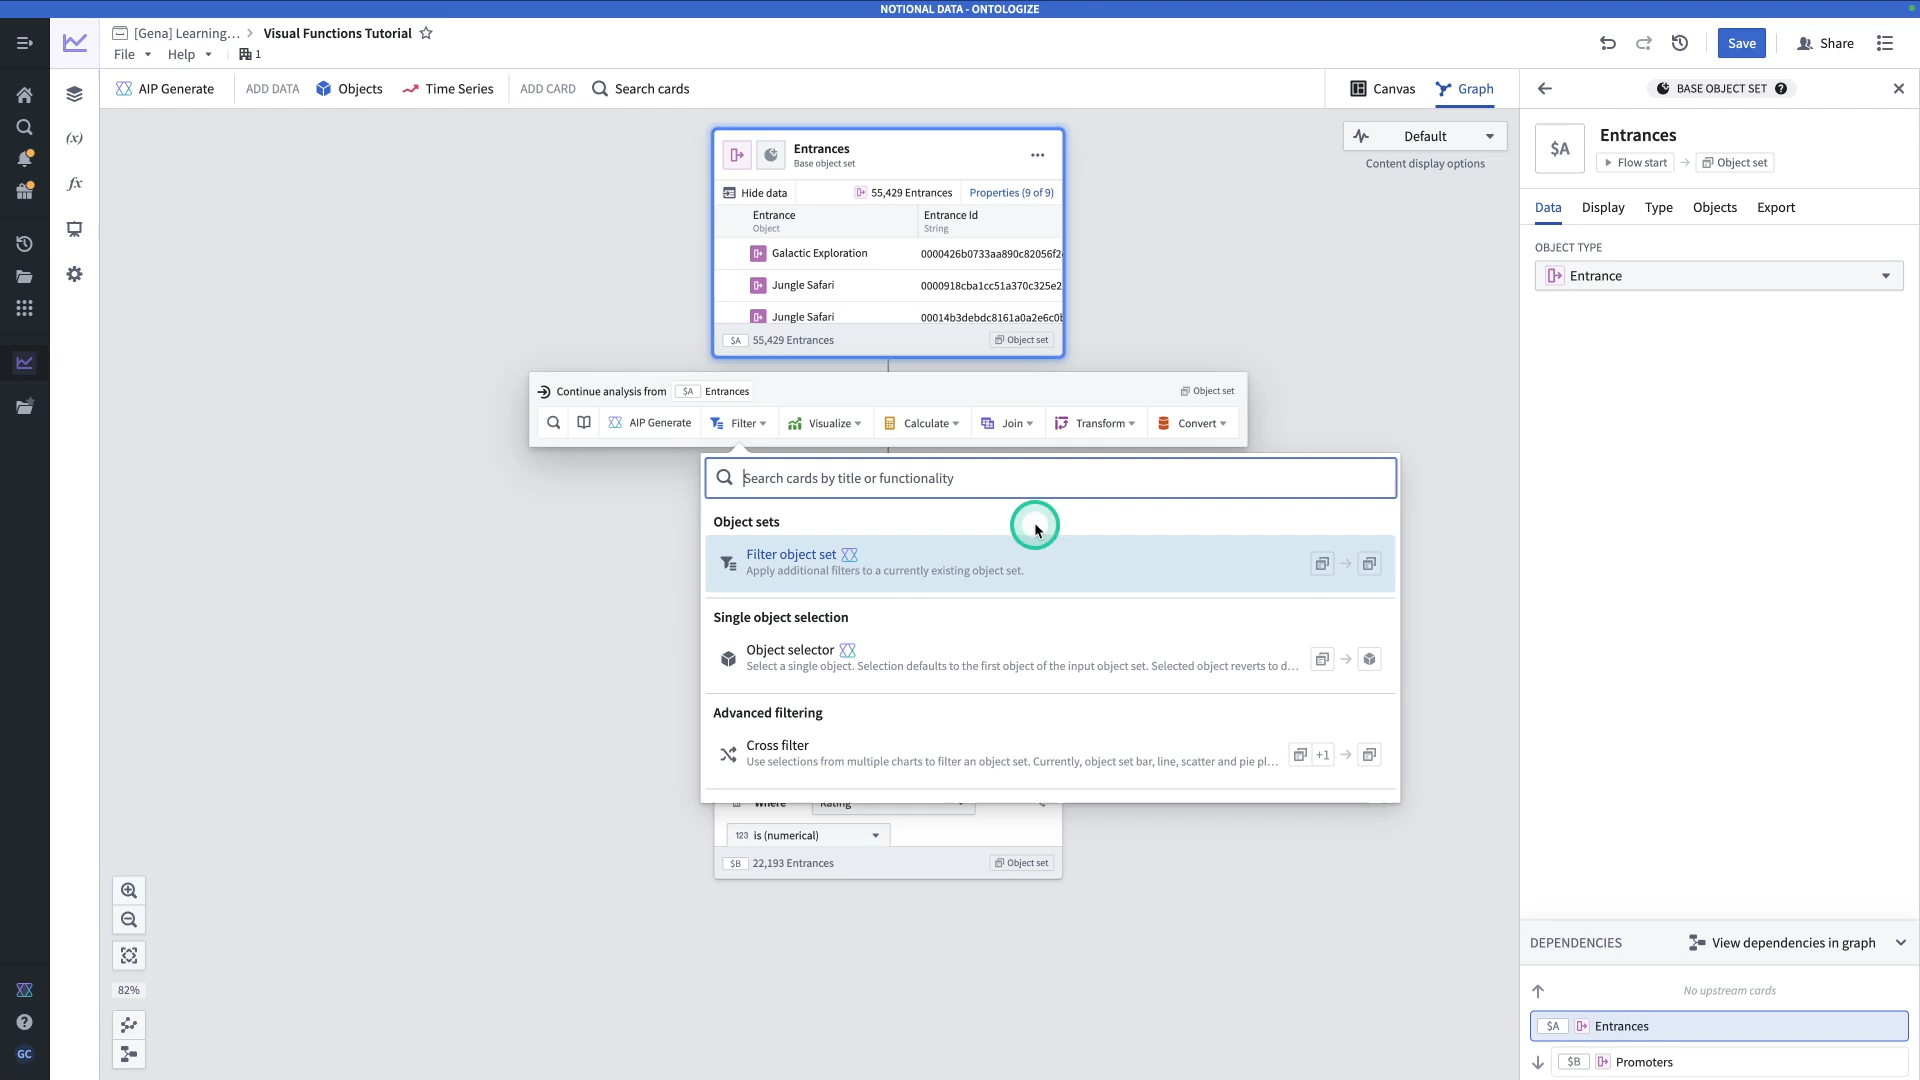 NOTIONAL DATA - ONTOLOGIZE
[Gena] Learning... > Visual Functions Tutorial
File Help 1
Save
Share
AIP Generate
ADD DATA
Objects
Time Series
ADD CARD
Search cards
Canvas
Graph
Default
Content display options
Entrances
Base object set
Hide data
55,429 Entrances
Properties (9 of 9)
Entrance
Object
Entrance Id
String
Galactic Exploration
0000426b0733aa890c82056f2
Jungle Safari
0000918cba1cc51a370c325e2
Jungle Safari
00014b3debdc8161a0a2e6c0
$A 55,429 Entrances
Object set
Continue analysis from $A Entrances
Object set
AIP Generate
Filter
Visualize
Calculate
Join
Transform
Convert
Search cards by title or functionality
Object sets
Filter object set
Apply additional filters to a currently existing object set.
Single object selection
Object selector
Select a single object. Selection defaults to the first object of the input object set. Selected object reverts to d...
Advanced filtering
Cross filter
Use selections from multiple charts to filter an object set. Currently, object set bar, line, scatter and pie pl...
+1
Where
Rating
123 is (numerical)
$B 22,193 Entrances
Object set
82%
(x)
fx
GC
BASE OBJECT SET
$A
Entrances
Flow start
Object set
Data
Display
Type
Objects
Export
OBJECT TYPE
Entrance
DEPENDENCIES
View dependencies in graph
No upstream cards
$A Entrances
$B Promoters